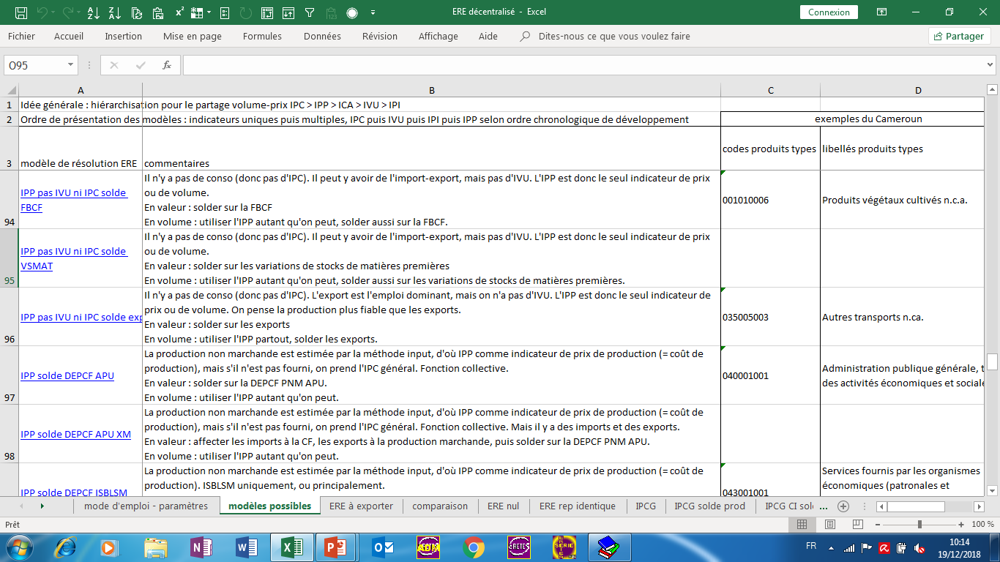 ERE décentralisé - Excel
Connexion
Fichier Accueil Insertion Mise en page Formules Données Révision Affichage Aide Dites-nous ce que vous voulez faire Partager
O95 fx
A B C D
1 Idée générale : hiérarchisation pour le partage volume-prix IPC > IPP > ICA > IVU > IPI
2 Ordre de présentation des modèles : indicateurs uniques puis multiples, IPC puis IVU puis IPI puis IPP selon ordre chronologique de développement exemples du Cameroun
3 modèle de résolution ERE commentaires codes produits types libellés produits types
Il n'y a pas de conso (donc pas d'IPC). Il peut y avoir de l'import-export, mais pas d'IVU. L'IPP est donc le seul indicateur de prix
IPP pas IVU ni IPC solde ou de volume.
FBCF En valeur : solder sur la FBCF 001010006 Produits végétaux cultivés n.c.a.
94 En volume : utiliser l'IPP autant qu'on peut, solder aussi sur la FBCF.
Il n'y a pas de conso (donc pas d'IPC). Il peut y avoir de l'import-export, mais pas d'IVU. L'IPP est donc le seul indicateur de prix
IPP pas IVU ni IPC solde ou de volume.
VSMAT En valeur : solder sur les variations de stocks de matières premières
95 En volume : utiliser l'IPP autant qu'on peut, solder aussi sur les variations de stocks de matières premières.
Il n'y a pas de conso (donc pas d'IPC). L'export est l'emploi dominant, mais on n'a pas d'IVU. L'IPP est donc le seul indicateur de
IPP pas IVU ni IPC solde exp prix ou de volume. On pense la production plus fiable que les exports. 035005003 Autres transports n.ca.
En valeur : solder sur les exports
96 En volume : utiliser l'IPP partout, solder les exports.
La production non marchande est estimée par la méthode input, d'où IPP comme indicateur de prix de production (= coût de
production), mais s'il n'est pas fourni, on prend l'IPC général. Fonction collective. Administration publique générale, t
IPP solde DEPCF APU En valeur : solder sur la DEPCF PNM APU. 040001001 des activités économiques et sociale
97 En volume : utiliser l'IPP autant qu'on peut.
La production non marchande est estimée par la méthode input, d'où IPP comme indicateur de prix de production (= coût de
production), mais s'il n'est pas fourni, on prend l'IPC général. Fonction collective. Mais il y a des imports et des exports.
IPP solde DEPCF APU XM En valeur : affecter les imports à la CF, les exports à la production marchande, puis solder sur la DEPCF PNM APU.
98 En volume : utiliser l'IPP autant qu'on peut.
La production non marchande est estimée par la méthode input, d'où IPP comme indicateur de prix de production (= coût de Services fournis par les organismes
production). ISBLSM uniquement, ou principalement. économiques (patronales et
IPP solde DEPCF ISBLSM 043001001
mode d'emploi - paramètres modèles possibles ERE à exporter comparaison ERE nul ERE rep identique IPCG IPCG solde prod IPCG CI sol ...
Prêt 100 %
FR 10:14
19/12/2018